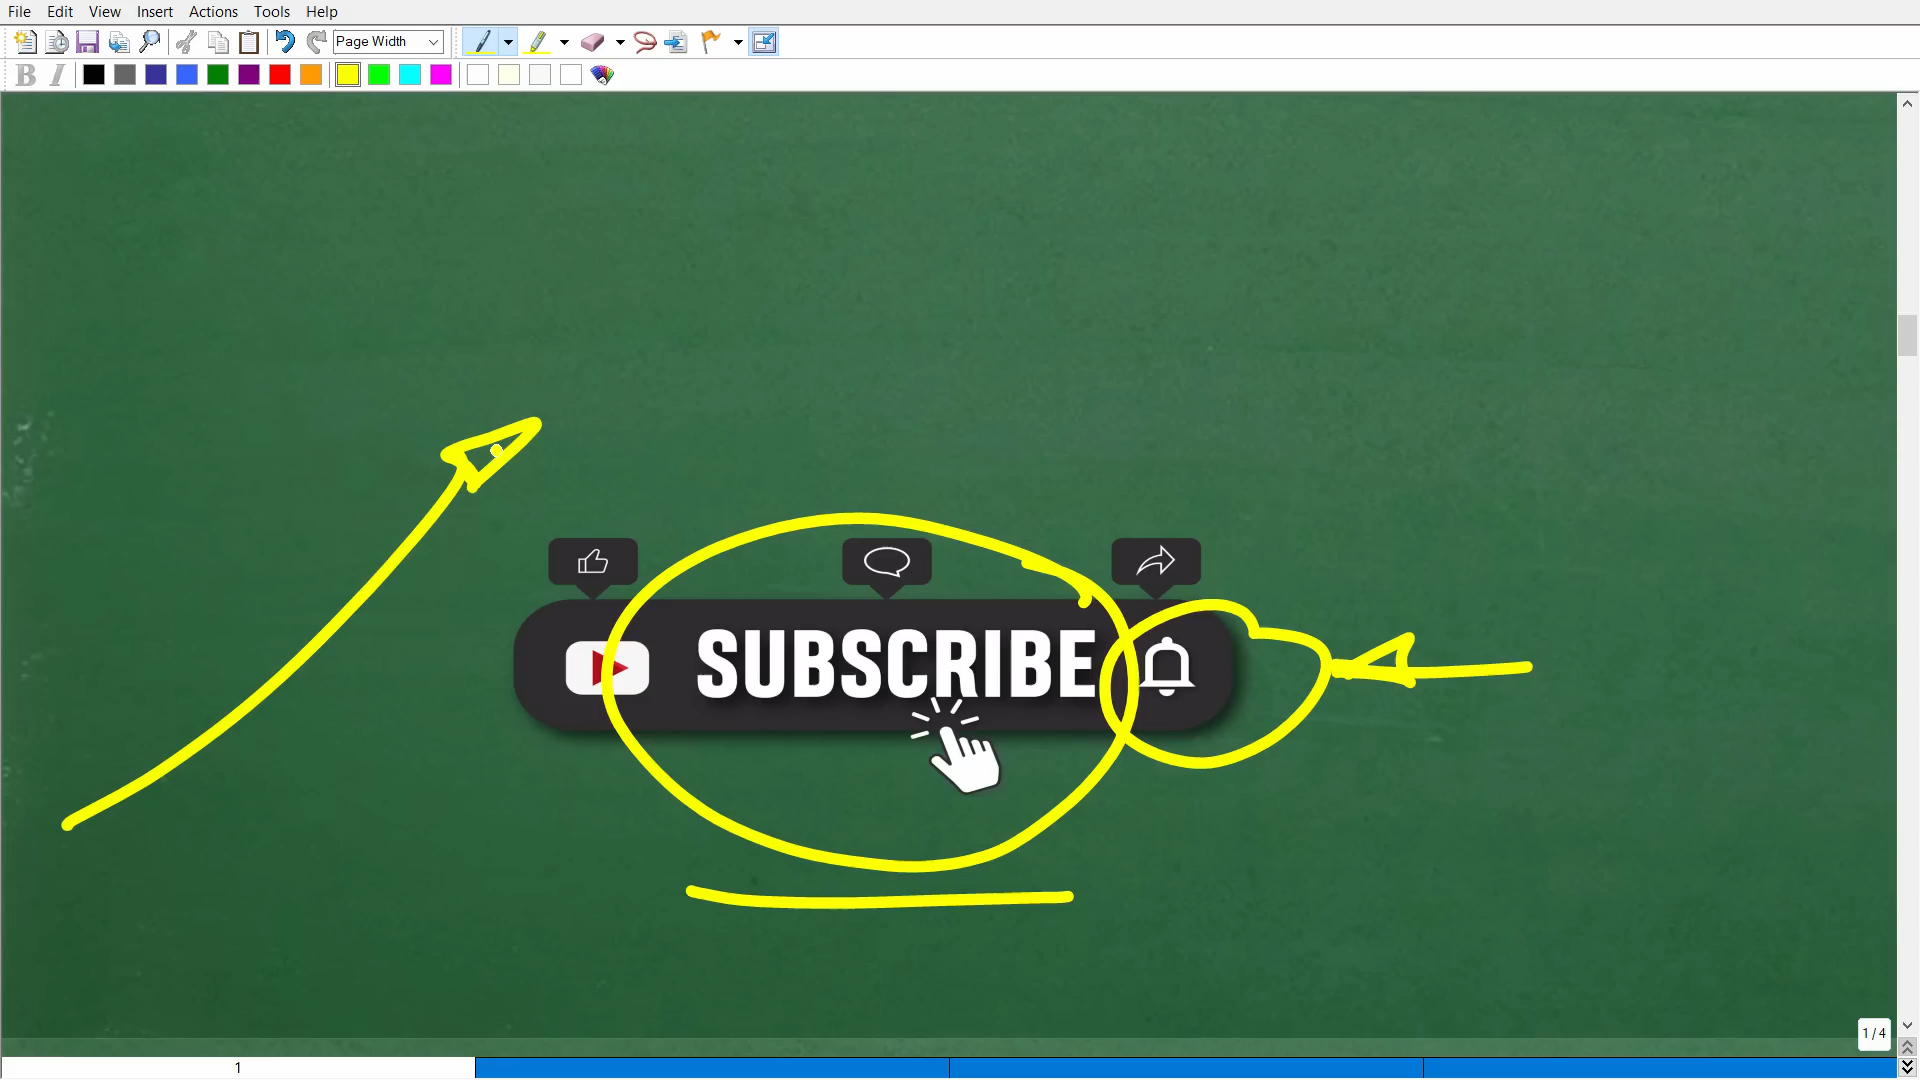 File Edit View Insert Actions Tools Help
Page Width
B I
SUBSCRIBE
1 / 4
1